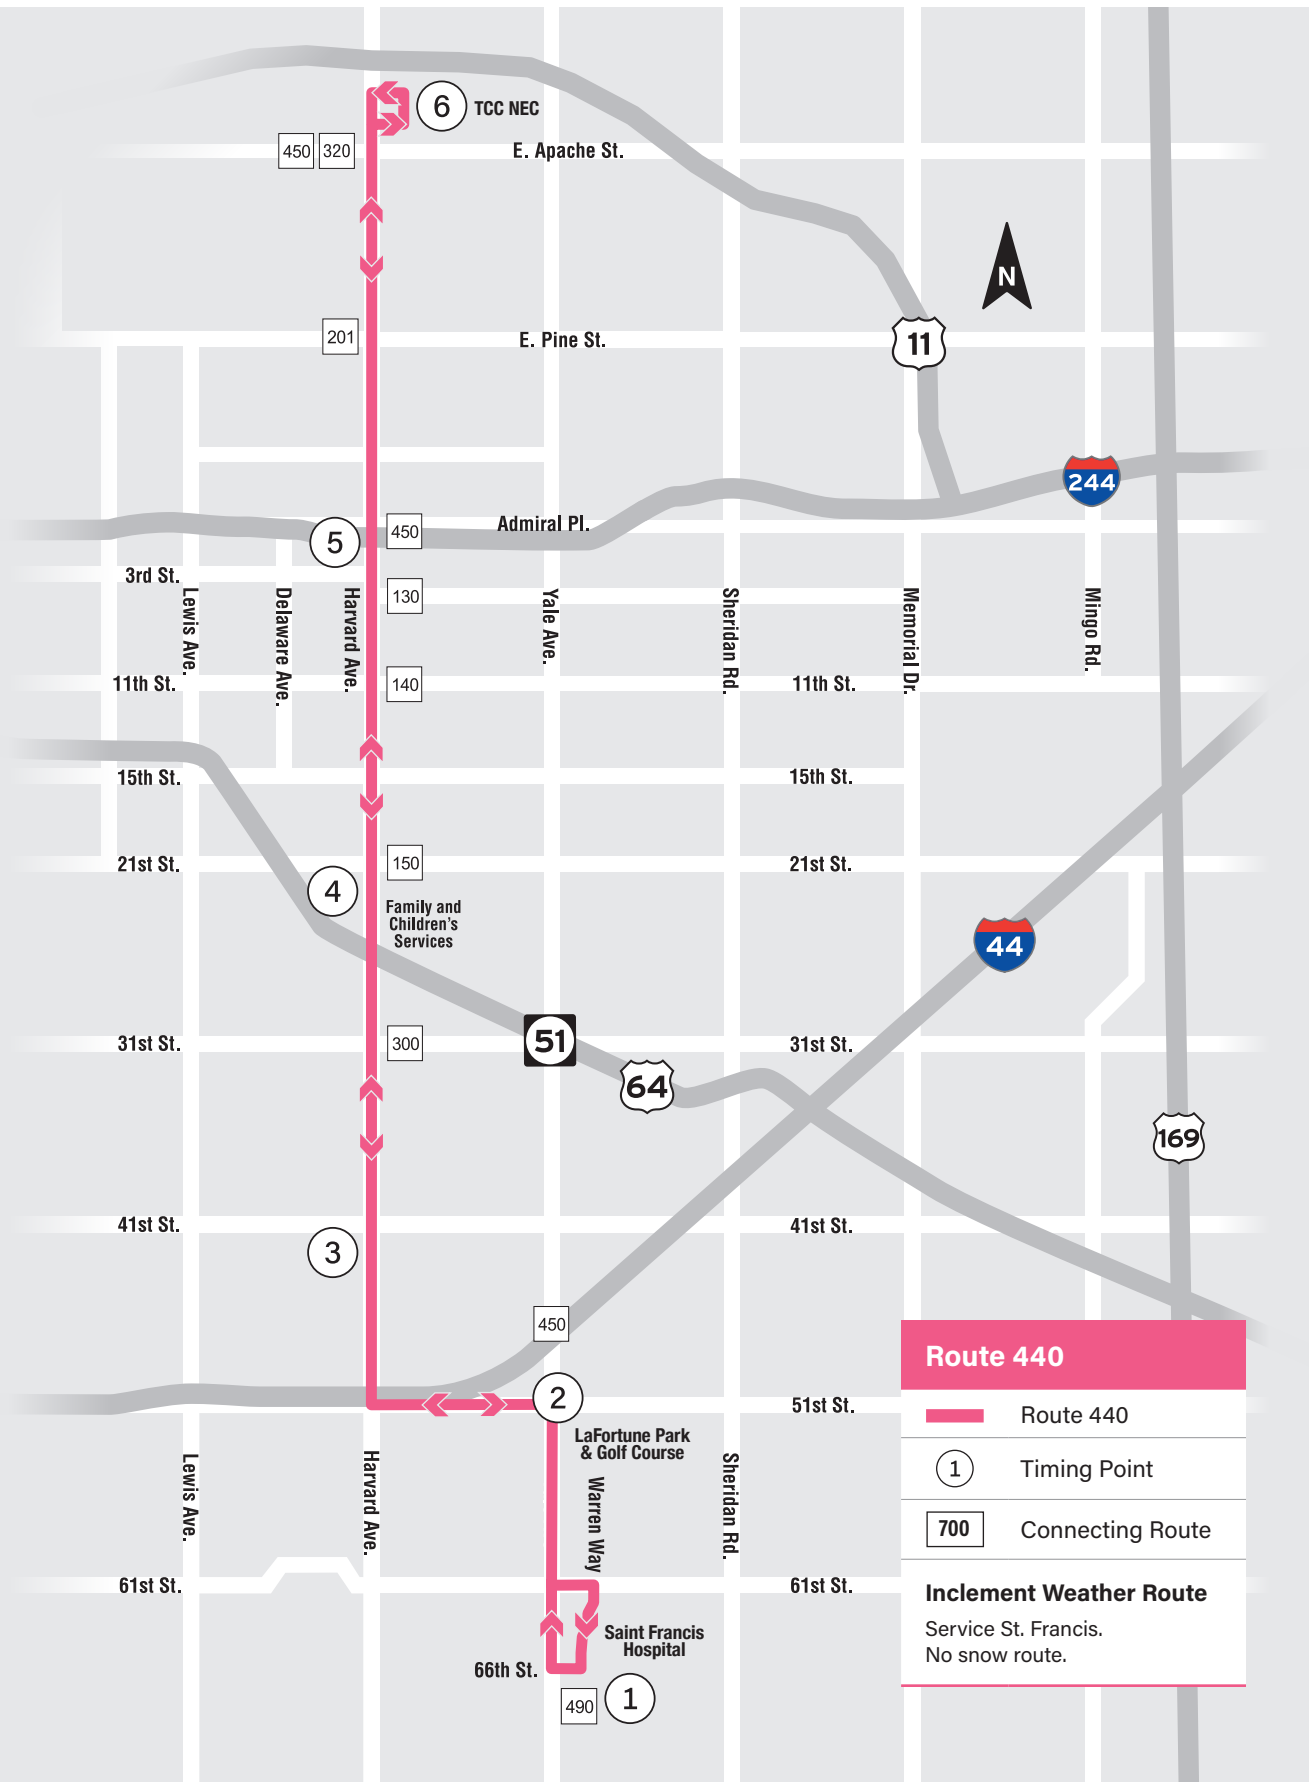 6
TCC NEC
450
320
E. Apache St.
N
201
E. Pine St.
11
244
5
450
Admiral Pl.
3rd St.
130
Lewis Ave.
Delaware Ave.
Harvard Ave.
Yale Ave.
Sheridan Rd.
Memorial Dr.
Mingo Rd.
11th St.
140
11th St.
15th St.
15th St.
21st St.
150
21st St.
4
Family and
Children's
Services
44
31st St.
300
51
31st St.
64
169
41st St.
41st St.
3
450
2
51st St.
LaFortune Park
& Golf Course
Lewis Ave.
Harvard Ave.
Warren Way
Sheridan Rd.
61st St.
61st St.
Saint Francis
Hospital
66th St.
490
1
Route 440
Route 440
1
Timing Point
700
Connecting Route
Inclement Weather Route
Service St. Francis.
No snow route.